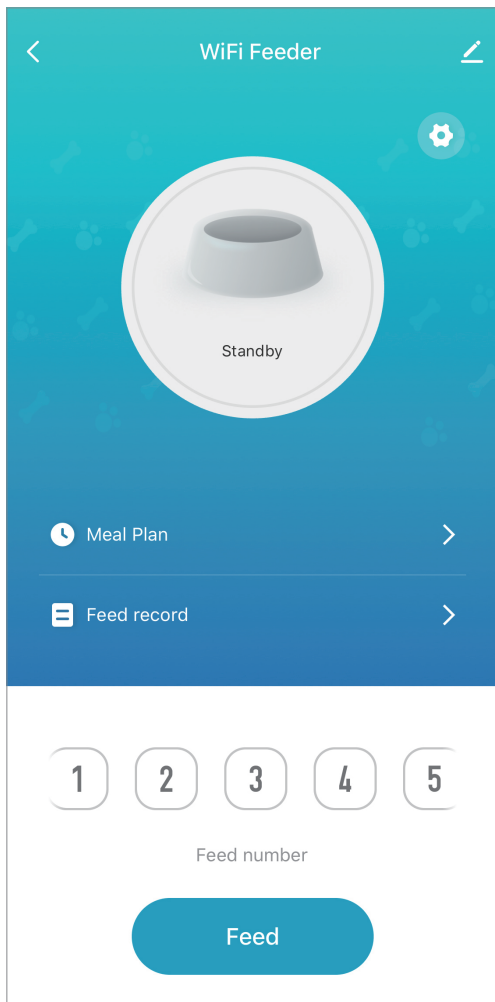 WiFi Feeder
Standby
Meal Plan
Feed record
1 2 3 4 5
Feed number
Feed